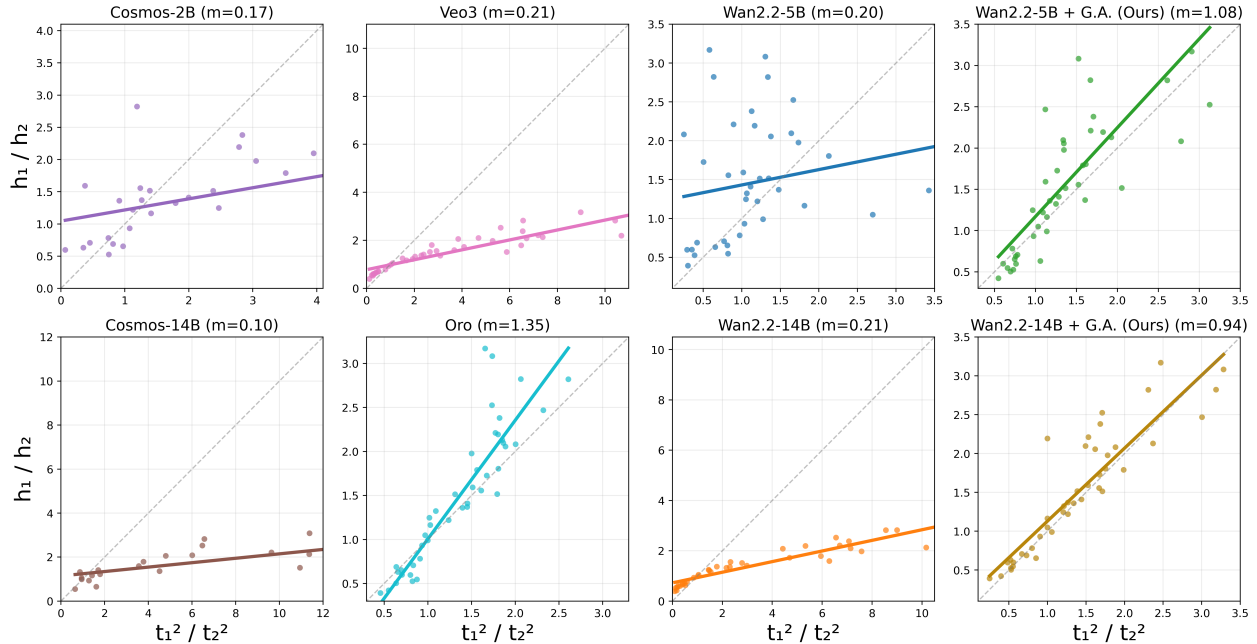 Cosmos-2B (m=0.17)
Veo3 (m=0.21)
Wan2.2-5B (m=0.20)
Wan2.2-5B + G.A. (Ours) (m=1.08)
h₁ / h₂
4.0
3.5
3.0
2.5
2.0
1.5
1.0
0.5
0.0
0 1 2 3 4
10
8
6
4
2
0
0 2 4 6 8 10
3.5
3.0
2.5
2.0
1.5
1.0
0.5
0.5 1.0 1.5 2.0 2.5 3.0 3.5
3.5
3.0
2.5
2.0
1.5
1.0
0.5
0.5 1.0 1.5 2.0 2.5 3.0 3.5
Cosmos-14B (m=0.10)
Oro (m=1.35)
Wan2.2-14B (m=0.21)
Wan2.2-14B + G.A. (Ours) (m=0.94)
h₁ / h₂
12
10
8
6
4
2
0
0 2 4 6 8 10 12
3.0
2.5
2.0
1.5
1.0
0.5
0.5 1.0 1.5 2.0 2.5 3.0
10
8
6
4
2
0
0 2 4 6 8 10
3.5
3.0
2.5
2.0
1.5
1.0
0.5
0.5 1.0 1.5 2.0 2.5 3.0 3.5
t₁² / t₂²
t₁² / t₂²
t₁² / t₂²
t₁² / t₂²